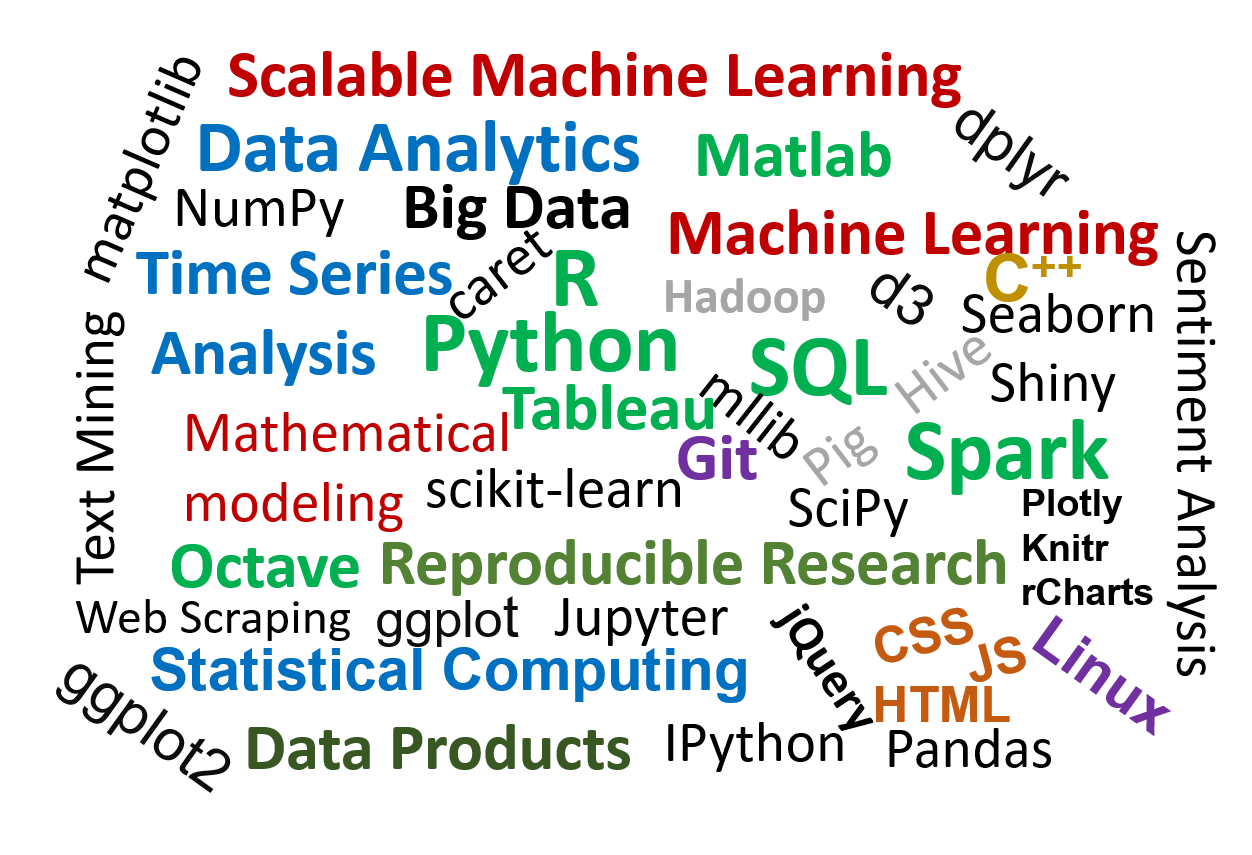 Scalable Machine Learning
matplotlib
Data Analytics
Matlab
dplyr
NumPy
Big Data
Machine Learning
Time Series
caret
R
Hadoop
d3
C++
Seaborn
Sentiment Analysis
Text Mining
Analysis
Python
SQL
Hive
Shiny
Mathematical
Tableau
mllib
Git
Pig
Spark
modeling
scikit-learn
SciPy
Plotly
Knitr
rCharts
Octave
Reproducible Research
Web Scraping
ggplot
Jupyter
jQuery
CSS
JS
Linux
Statistical Computing
HTML
ggplot2
Data Products
IPython
Pandas